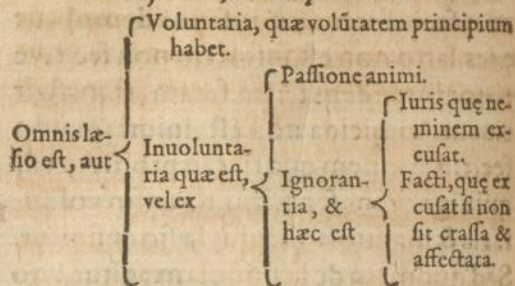 Voluntaria, quæ volũtatem principium
habet.
Omnis læ-
sio est, aut
Inuolunta-
ria quæ est,
vel ex
Passione animi.
Ignoran-
tia, &
hæc est
Iuris quę ne-
minem ex-
cusat.
Facti, quę ex
cusat si non
sit crassa &
affectata.